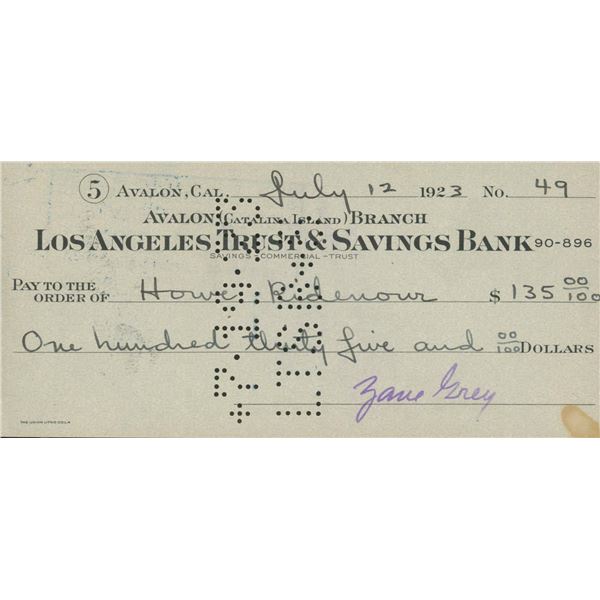 5 AVALON, CAL. July 12 1923 No. 49
AVALON (CATALINA ISLAND) BRANCH
LOS ANGELES TRUST & SAVINGS BANK 90-896
SAVINGS - COMMERCIAL - TRUST
PAY TO THE ORDER OF Howe Ridenour $ 135 00/100
One hundred thirty five and 00/100 DOLLARS
Zane Grey